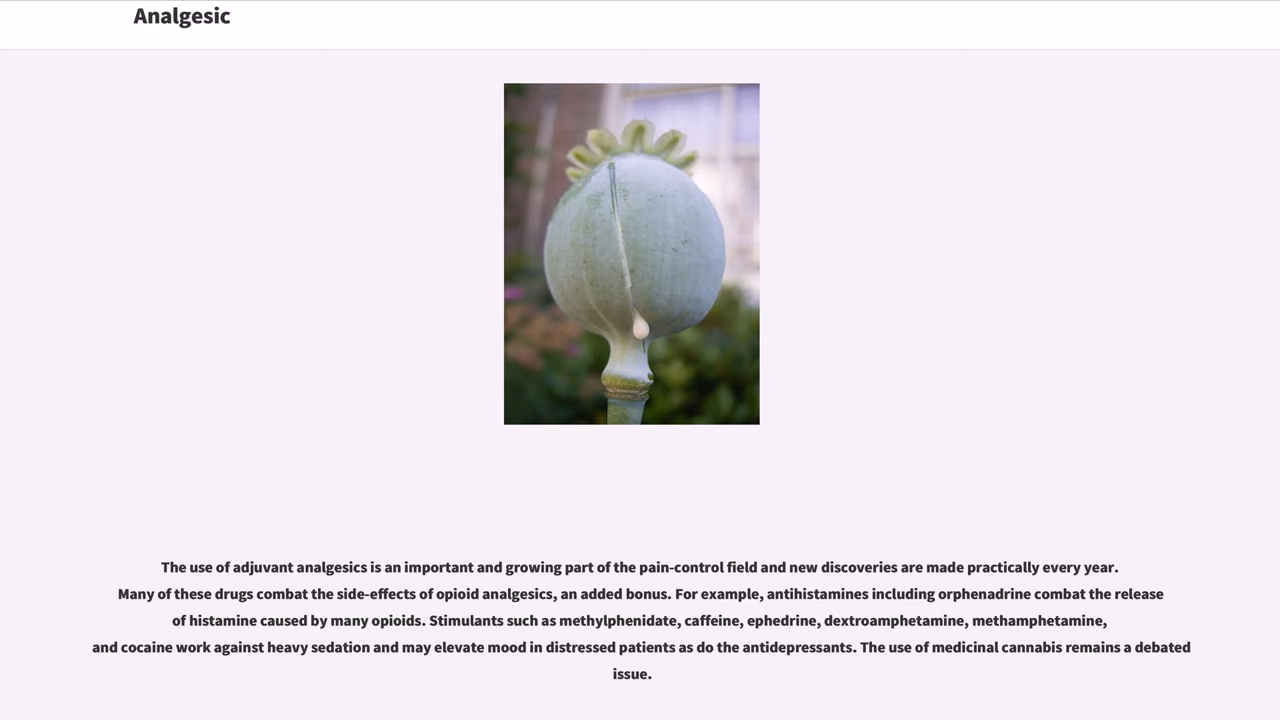 Analgesic
The use of adjuvant analgesics is an important and growing part of the pain-control field and new discoveries are made practically every year.
Many of these drugs combat the side-effects of opioid analgesics, an added bonus. For example, antihistamines including orphenadrine combat the release
of histamine caused by many opioids. Stimulants such as methylphenidate, caffeine, ephedrine, dextroamphetamine, methamphetamine,
and cocaine work against heavy sedation and may elevate mood in distressed patients as do the antidepressants. The use of medicinal cannabis remains a debated
issue.